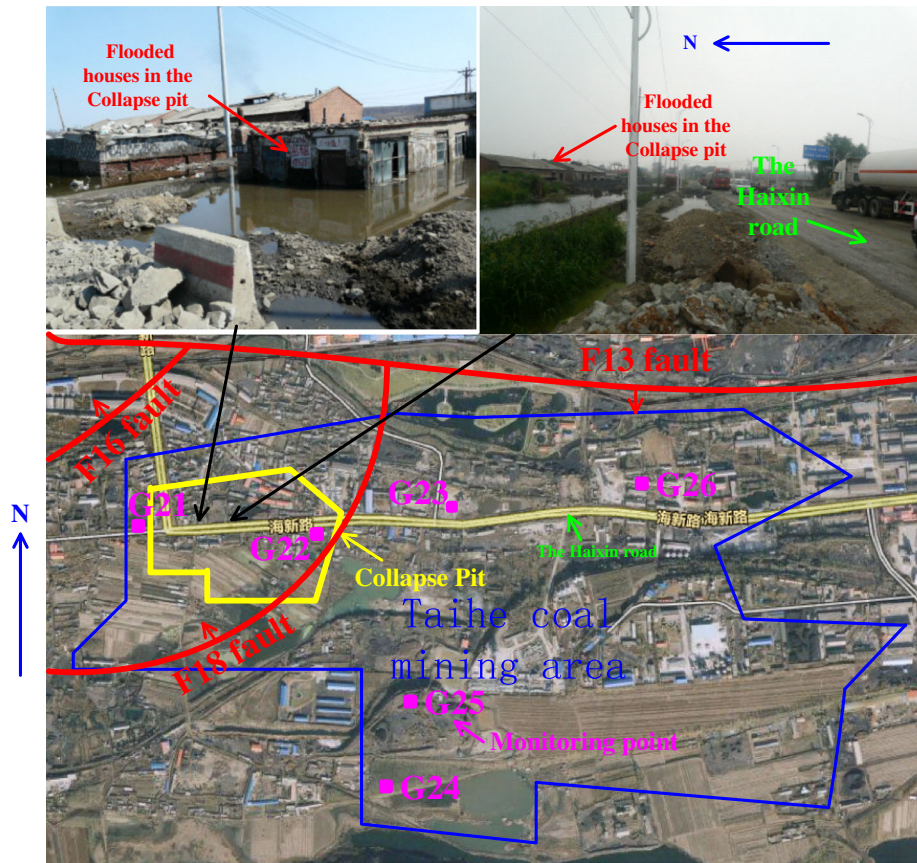 Flooded
houses in the
Collapse pit
N
Flooded
houses in the
Collapse pit
The
Haixin
road
新
路
F13 fault
F16 fault
G21
G22
G23
G26
海新路
海新路 海新路
The Haixin road
N
Collapse Pit
F18 fault
Taihe coal
mining area
G25
Monitoring point
G24